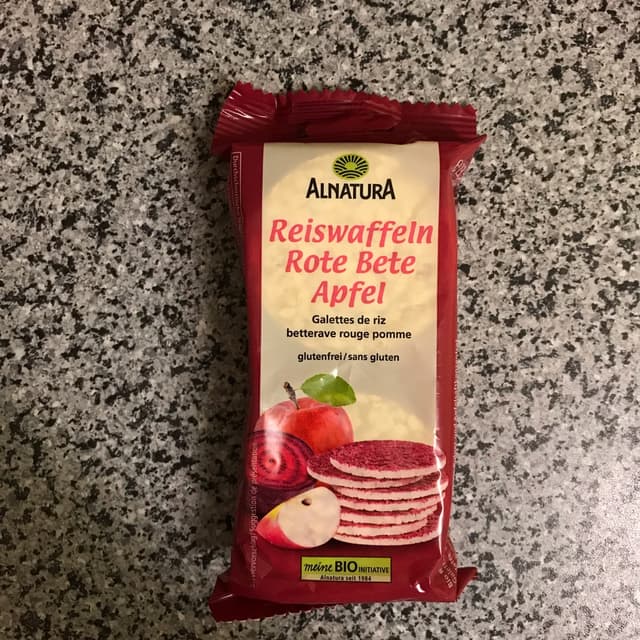 ALNATURA
Reiswaffeln
Rote Bete
Apfel
Galettes de riz
betterave rouge pomme
glutenfrei/sans gluten
meine BIO INITIATIVE
Alnatura seit 1984